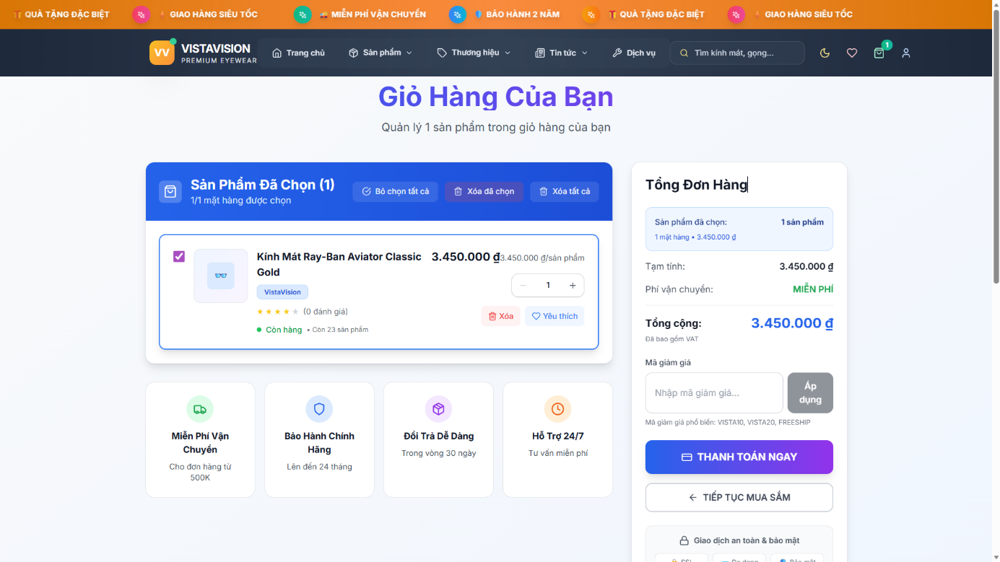 QUÀ TẶNG ĐẶC BIỆT GIAO HÀNG SIÊU TỐC MIỄN PHÍ VẬN CHUYỂN BẢO HÀNH 2 NĂM QUÀ TẶNG ĐẶC BIỆT GIAO HÀNG SIÊU TỐC
VV VISTAVISION
PREMIUM EYEWEAR
Trang chủ Sản phẩm Thương hiệu Tin tức Dịch vụ Tìm kính mát, gọng... 1
Giỏ Hàng Của Bạn
Quản lý 1 sản phẩm trong giỏ hàng của bạn
Sản Phẩm Đã Chọn (1)
1/1 mặt hàng được chọn
Bỏ chọn tất cả Xóa đã chọn Xóa tất cả
Kính Mát Ray-Ban Aviator Classic
Gold
3.450.000 ₫ 3.450.000 ₫/sản phẩm
VistaVision
1
(0 đánh giá)
Xóa Yêu thích
Còn hàng • Còn 23 sản phẩm
Miễn Phí Vận
Chuyển
Cho đơn hàng từ
500K
Bảo Hành Chính
Hãng
Lên đến 24 tháng
Đổi Trả Dễ Dàng
Trong vòng 30 ngày
Hỗ Trợ 24/7
Tư vấn miễn phí
Tổng Đơn Hàng
Sản phẩm đã chọn: 1 sản phẩm
1 mặt hàng • 3.450.000 ₫
Tạm tính: 3.450.000 ₫
Phí vận chuyển: MIỄN PHÍ
Tổng cộng: 3.450.000 ₫
Đã bao gồm VAT
Mã giảm giá
Nhập mã giảm giá...
Áp
dụng
Mã giảm giá phổ biến: VISTA10, VISTA20, FREESHIP
THANH TOÁN NGAY
TIẾP TỤC MUA SẮM
Giao dịch an toàn & bảo mật